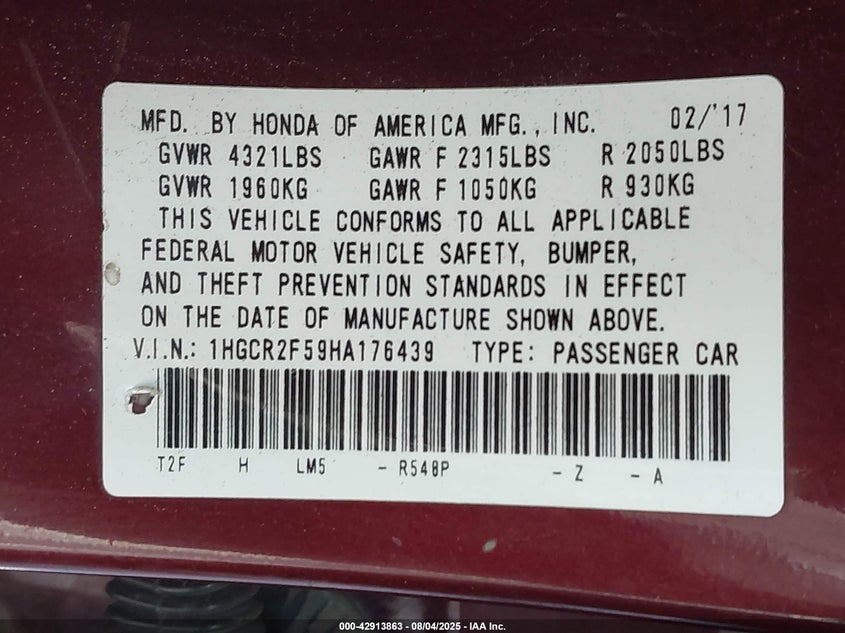 MFD. BY HONDA OF AMERICA MFG., INC. 02/'17
GVWR 4321LBS GAWR F 2315LBS R 2050LBS
GVWR 1960KG GAWR F 1050KG R 930KG
THIS VEHICLE CONFORMS TO ALL APPLICABLE
FEDERAL MOTOR VEHICLE SAFETY, BUMPER,
AND THEFT PREVENTION STANDARDS IN EFFECT
ON THE DATE OF MANUFACTURE SHOWN ABOVE.
V.I.N.: 1HGCR2F59HA176439 TYPE: PASSENGER CAR
T2F H LM5 - R548P - Z - A
000-42913863 - 08/04/2025 - IAA Inc.